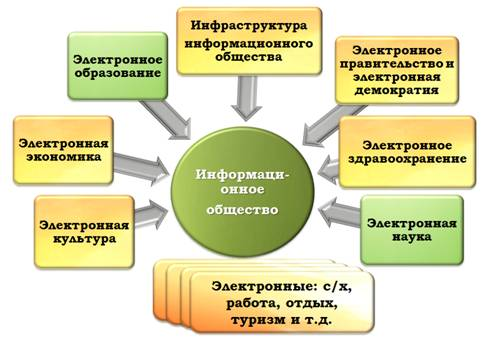 Инфраструктура
информационного
общества
Электронное
образование
Электронное
правительство и
электронная
демократия
Электронная
экономика
Информаци-
онное
общество
Электронное
здравоохранение
Электронная
культура
Электронная
наука
Электронные: с/х,
работа, отдых,
туризм и т.д.